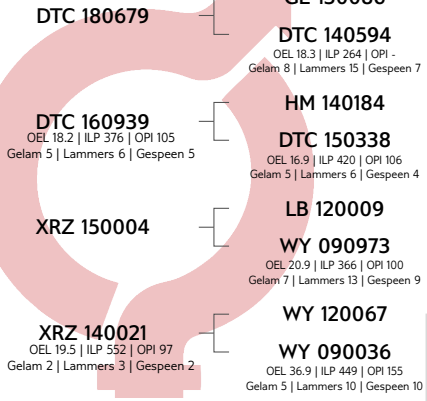 DTC 180679
DTC 140594
OEL 18.3 | ILP 264 | OPI -
Gelam 8 | Lammers 15 | Gespeen 7
DTC 160939
OEL 18.2 | ILP 376 | OPI 105
Gelam 5 | Lammers 6 | Gespeen 5
HM 140184
DTC 150338
OEL 16.9 | ILP 420 | OPI 106
Gelam 5 | Lammers 6 | Gespeen 4
XRZ 150004
LB 120009
WY 090973
OEL 20.9 | ILP 366 | OPI 100
Gelam 7 | Lammers 13 | Gespeen 9
XRZ 140021
OEL 19.5 | ILP 552 | OPI 97
Gelam 2 | Lammers 3 | Gespeen 2
WY 120067
WY 090036
OEL 36.9 | ILP 449 | OPI 155
Gelam 5 | Lammers 10 | Gespeen 10